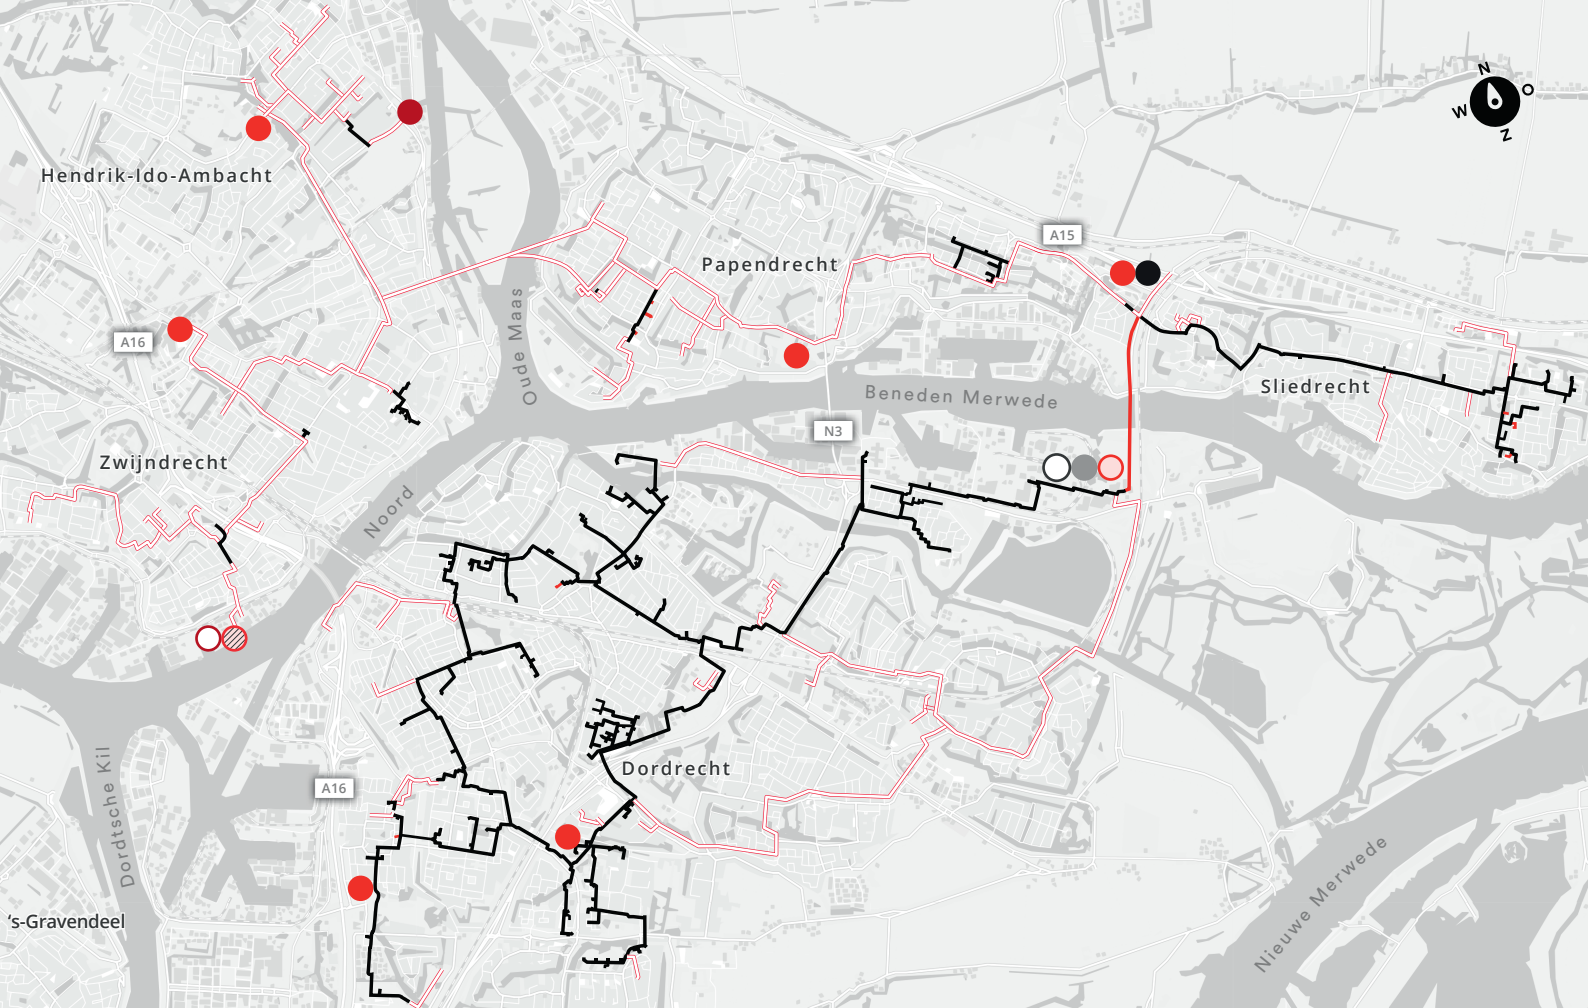 N
O
W
Z
Hendrik-Ido-Ambacht
A15
Papendrecht
Oude Maas
A16
Beneden Merwede
Sliedrecht
N3
Zwijndrecht
Noord
Dordrecht
A16
Dordtsche Kil
Nieuwe Merwede
‘s-Gravendeel